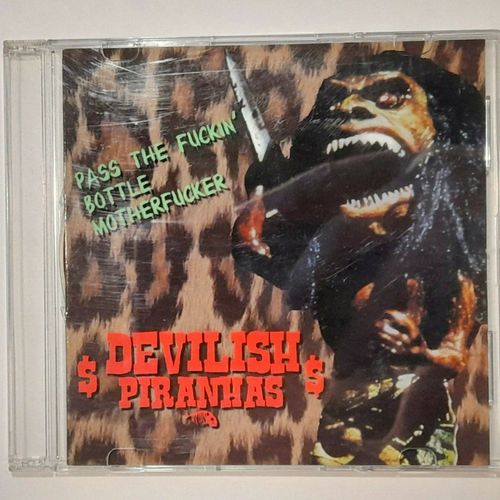 PASS THE FUCKIN'
BOTTLE
MOTHERFUCKER
$ DEVILISH $
PIRANHAS